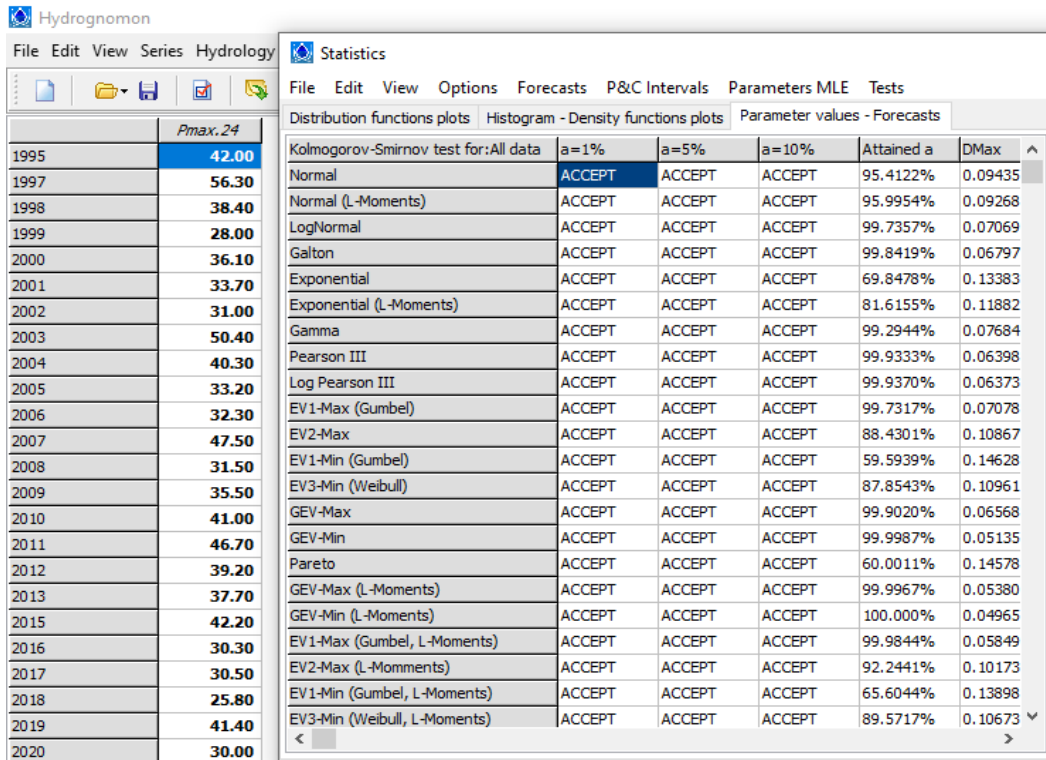 Hydrognomon
File Edit View Series Hydrology
Pmax.24
1995 42.00
1997 56.30
1998 38.40
1999 28.00
2000 36.10
2001 33.70
2002 31.00
2003 50.40
2004 40.30
2005 33.20
2006 32.30
2007 47.50
2008 31.50
2009 35.50
2010 41.00
2011 46.70
2012 39.20
2013 37.70
2015 42.20
2016 30.30
2017 30.50
2018 25.80
2019 41.40
2020 30.00
Statistics
File Edit View Options Forecasts P&C Intervals Parameters MLE Tests
Distribution functions plots Histogram - Density functions plots Parameter values - Forecasts
Kolmogorov-Smirnov test for:All data a=1% a=5% a=10% Attained a DMax
Normal ACCEPT ACCEPT ACCEPT 95.4122% 0.09435
Normal (L-Moments) ACCEPT ACCEPT ACCEPT 95.9954% 0.09268
LogNormal ACCEPT ACCEPT ACCEPT 99.7357% 0.07069
Galton ACCEPT ACCEPT ACCEPT 99.8419% 0.06797
Exponential ACCEPT ACCEPT ACCEPT 69.8478% 0.13383
Exponential (L-Moments) ACCEPT ACCEPT ACCEPT 81.6155% 0.11882
Gamma ACCEPT ACCEPT ACCEPT 99.2944% 0.07684
Pearson III ACCEPT ACCEPT ACCEPT 99.9333% 0.06398
Log Pearson III ACCEPT ACCEPT ACCEPT 99.9370% 0.06373
EV1-Max (Gumbel) ACCEPT ACCEPT ACCEPT 99.7317% 0.07078
EV2-Max ACCEPT ACCEPT ACCEPT 88.4301% 0.10867
EV1-Min (Gumbel) ACCEPT ACCEPT ACCEPT 59.5939% 0.14628
EV3-Min (Weibull) ACCEPT ACCEPT ACCEPT 87.8543% 0.10961
GEV-Max ACCEPT ACCEPT ACCEPT 99.9020% 0.06568
GEV-Min ACCEPT ACCEPT ACCEPT 99.9987% 0.05135
Pareto ACCEPT ACCEPT ACCEPT 60.0011% 0.14578
GEV-Max (L-Moments) ACCEPT ACCEPT ACCEPT 99.9967% 0.05380
GEV-Min (L-Moments) ACCEPT ACCEPT ACCEPT 100.000% 0.04965
EV1-Max (Gumbel, L-Moments) ACCEPT ACCEPT ACCEPT 99.9844% 0.05849
EV2-Max (L-Momments) ACCEPT ACCEPT ACCEPT 92.2441% 0.10173
EV1-Min (Gumbel, L-Moments) ACCEPT ACCEPT ACCEPT 65.6044% 0.13898
EV3-Min (Weibull, L-Moments) ACCEPT ACCEPT ACCEPT 89.5717% 0.10673